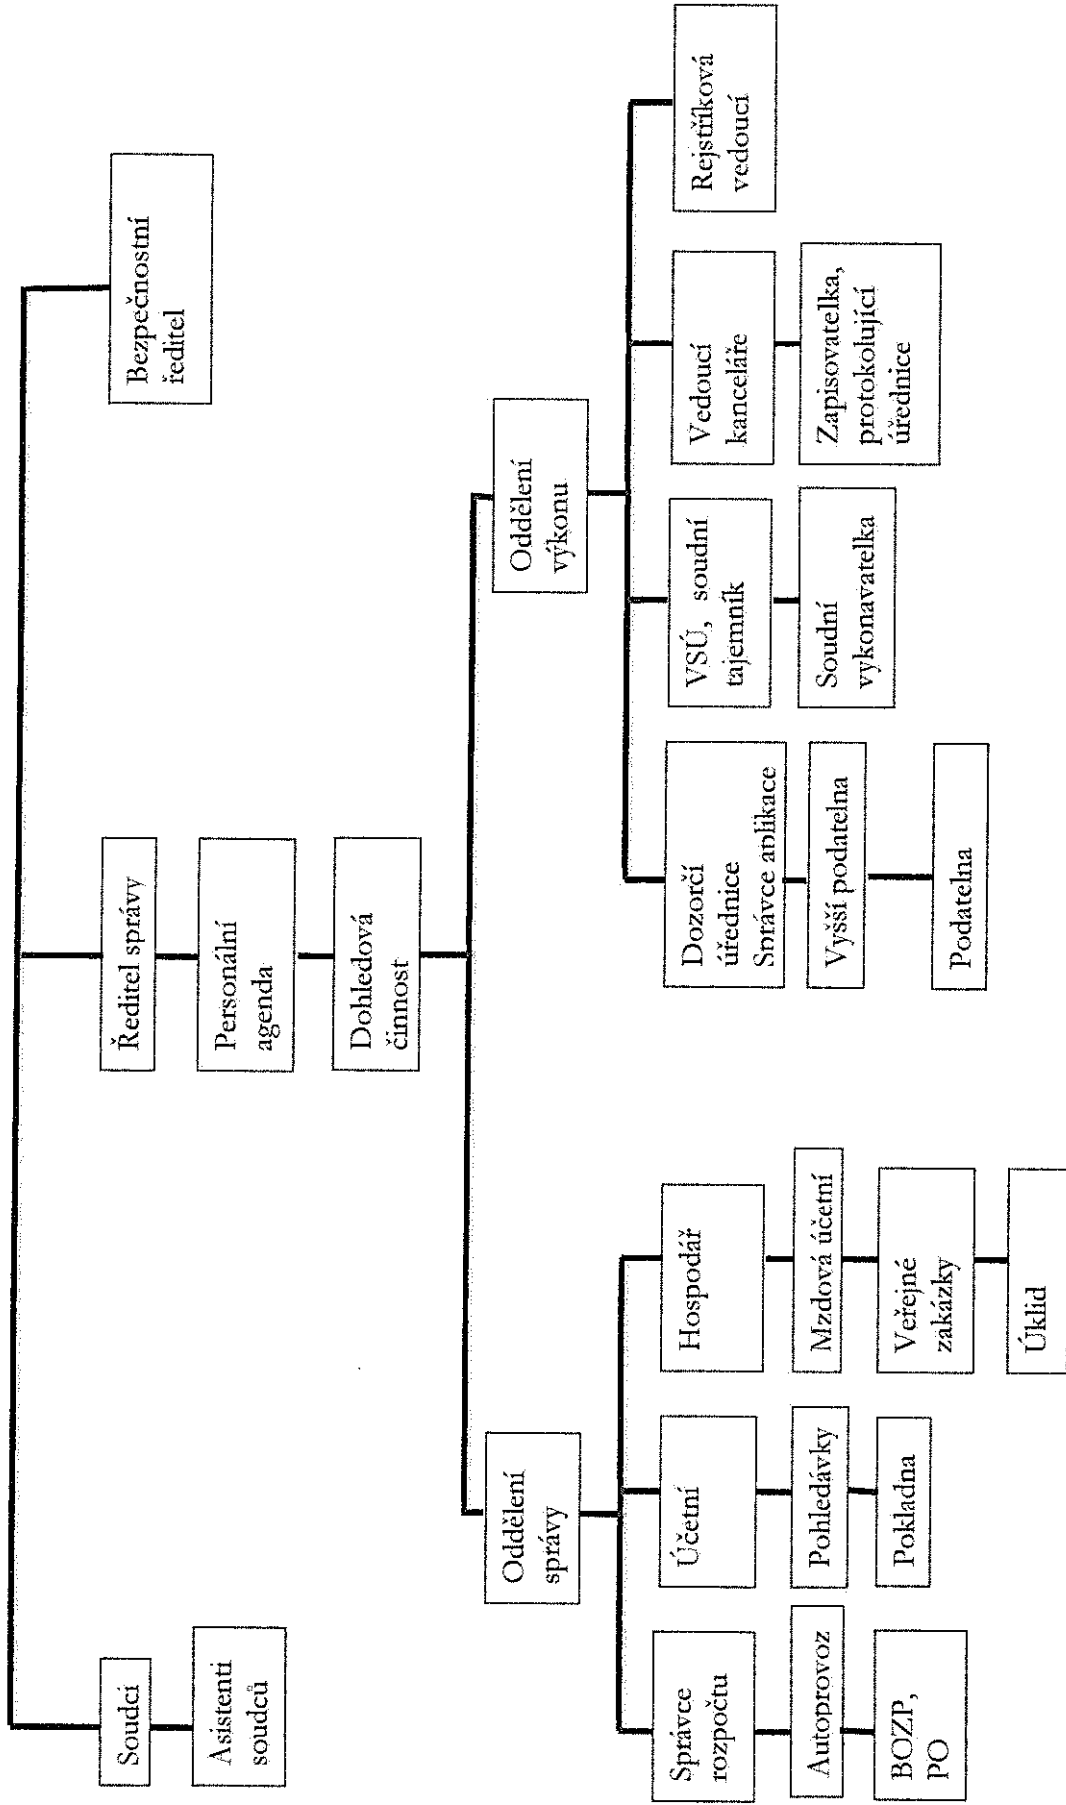 Soudci
Asistenti
soudců
Ředitel správy
Personální
agenda
Dohledová
činnost
Bezpečnostní
ředitel
Oddělení
správy
Správce
rozpočtu
Autoprovoz
BOZP,
PO
Účetní
Pohledávky
Pokladna
Hospodář
Mzdová účetní
Veřejné
zakázky
Úklid
Oddělení
výkonu
Dozorčí
úřednice
Správce aplikace
Vyšší podatelna
Podatelna
VSÚ, soudní
tajemník
Soudní
vykonavatelka
Vedoucí
kanceláře
Zapisovatelka,
protokolující
úřednice
Rejstříková
vedoucí